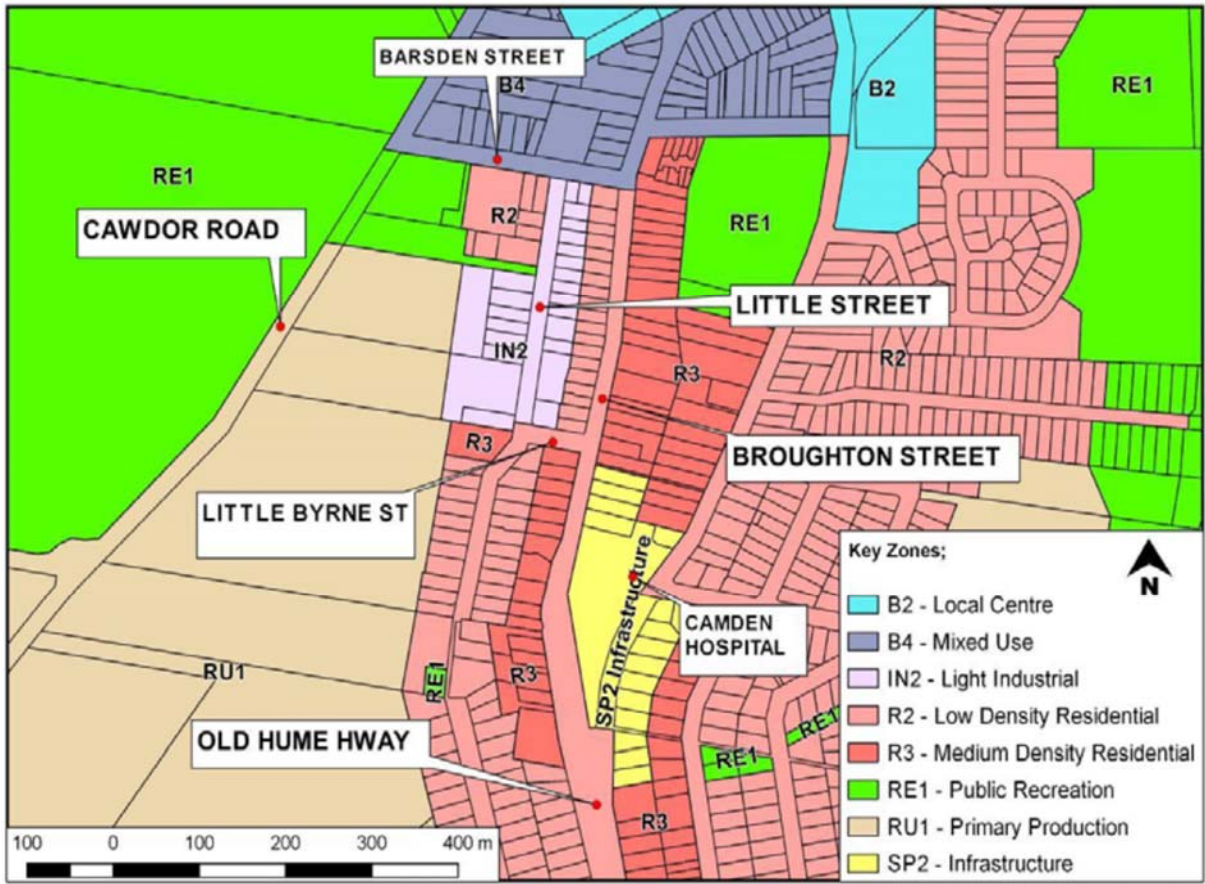 BARSDEN STREET
B4
B2
RE1
RE1
R2
RE1
CAWDOR ROAD
LITTLE STREET
IN2
R3
R2
R3
BROUGHTON STREET
LITTLE BYRNE ST
SP2 Infrastructure
CAMDEN
HOSPITAL
RU1
RE1
R3
OLD HUME HWAY
RE1
RE1
R3
100 0 100 200 300 400 m
Key Zones;
N
B2 - Local Centre
B4 - Mixed Use
IN2 - Light Industrial
R2 - Low Density Residential
R3 - Medium Density Residential
RE1 - Public Recreation
RU1 - Primary Production
SP2 - Infrastructure